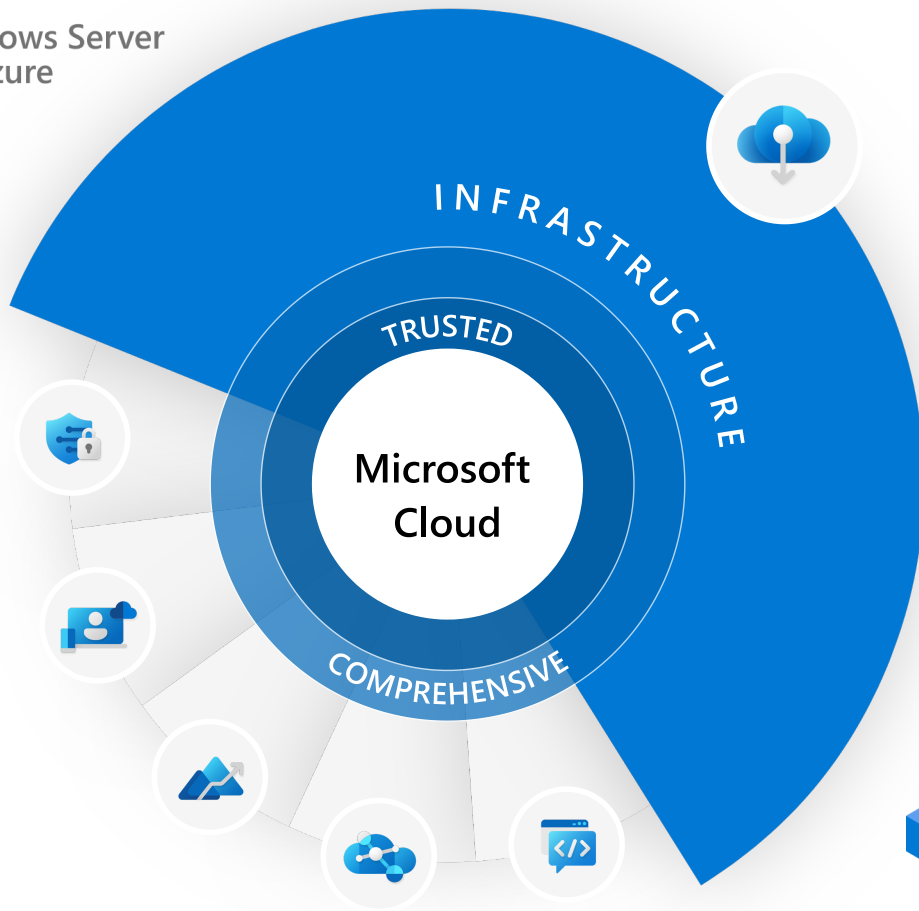 ows Server
zure
INFRASTRUCTURE
TRUSTED
Microsoft
Cloud
COMPREHENSIVE
</>